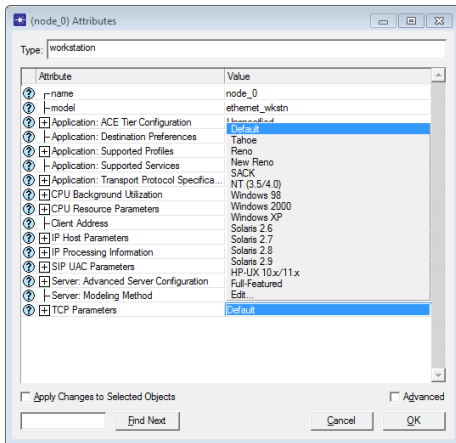 (node_0) Attributes
Type: workstation
Attribute Value
name node_0
model ethernet_wkstn
Application: ACE Tier Configuration Unspecified
Application: Destination Preferences
Application: Supported Profiles
Application: Supported Services
Application: Transport Protocol Specifica...
CPU Background Utilization
CPU Resource Parameters
Client Address
IP Host Parameters
IP Processing Information
SIP UAC Parameters
Server: Advanced Server Configuration
Server: Modeling Method
TCP Parameters Default
Default
Tahoe
Reno
New Reno
SACK
NT (3.5/4.0)
Windows 98
Windows 2000
Windows XP
Solaris 2.6
Solaris 2.7
Solaris 2.8
Solaris 2.9
HP-UX 10.x/11.x
Full-Featured
Edit...
Apply Changes to Selected Objects Advanced
Find Next Cancel OK